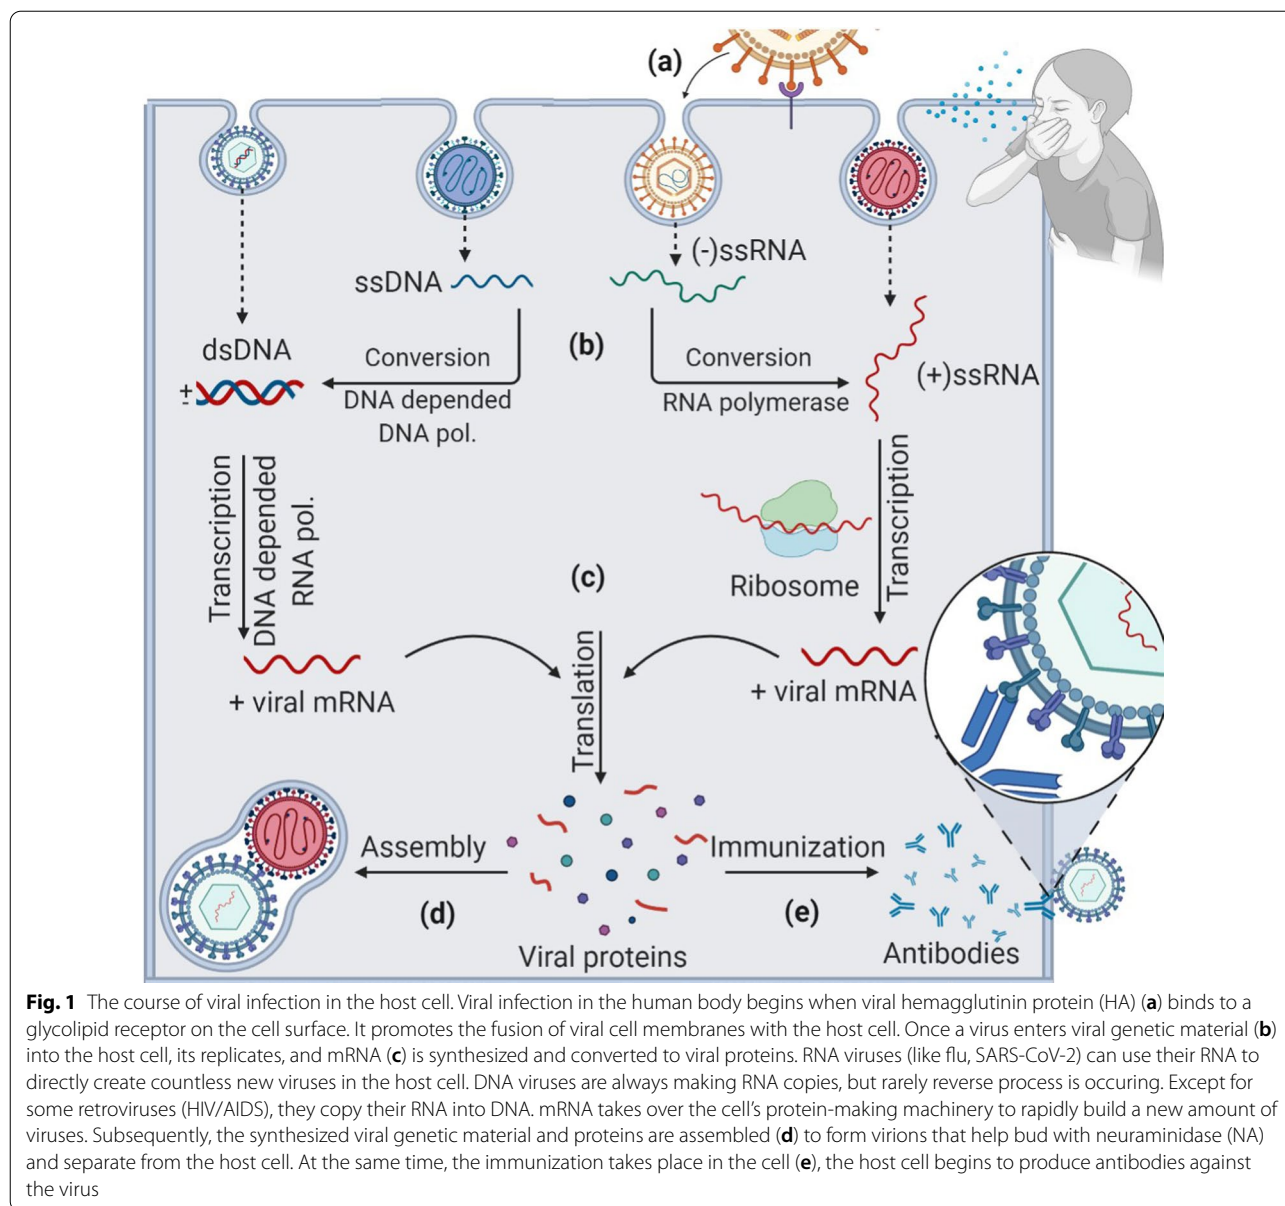 (a)
(-)ssRNA
ssDNA
(b)
dsDNA
Conversion
DNA depended
DNA pol.
Conversion
RNA polymerase
(+)ssRNA
±
Transcription
DNA depended
RNA pol.
Transcription
Ribosome
(c)
+ viral mRNA
+ viral mRNA
Translation
Assembly
(d)
Immunization
(e)
Viral proteins
Antibodies
Fig. 1 The course of viral infection in the host cell. Viral infection in the human body begins when viral hemagglutinin protein (HA) (a) binds to a
glycolipid receptor on the cell surface. It promotes the fusion of viral cell membranes with the host cell. Once a virus enters viral genetic material (b)
into the host cell, its replicates, and mRNA (c) is synthesized and converted to viral proteins. RNA viruses (like flu, SARS-CoV-2) can use their RNA to
directly create countless new viruses in the host cell. DNA viruses are always making RNA copies, but rarely reverse process is occuring. Except for
some retroviruses (HIV/AIDS), they copy their RNA into DNA. mRNA takes over the cell's protein-making machinery to rapidly build a new amount of
viruses. Subsequently, the synthesized viral genetic material and proteins are assembled (d) to form virions that help bud with neuraminidase (NA)
and separate from the host cell. At the same time, the immunization takes place in the cell (e), the host cell begins to produce antibodies against
the virus